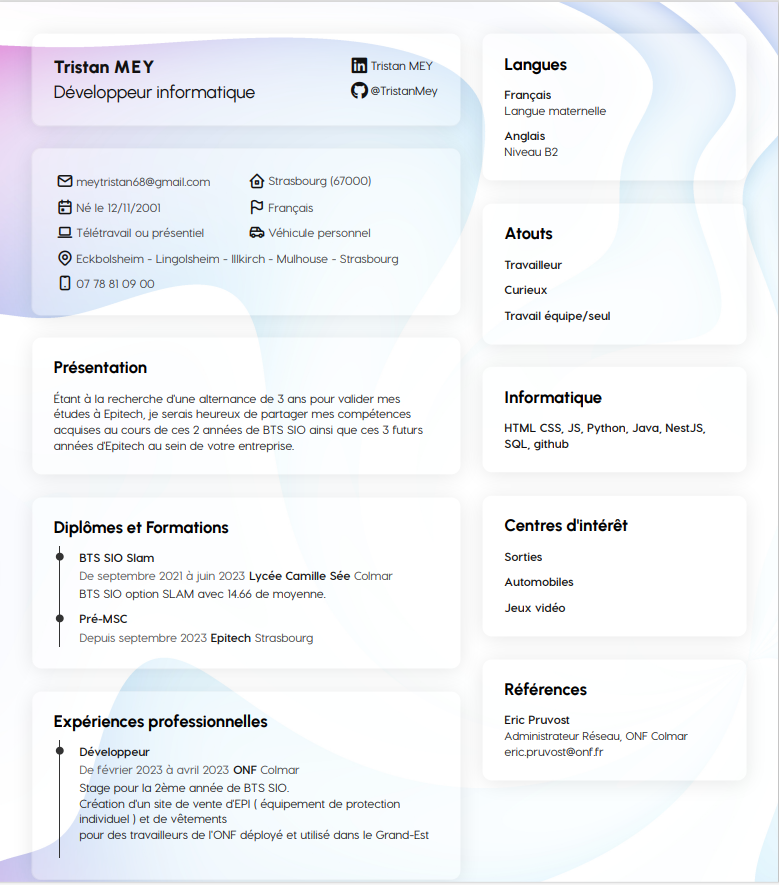 Tristan MEY
Développeur informatique
Tristan MEY
@TristanMey
meytristan68@gmail.com
Strasbourg (67000)
Né le 12/11/2001
Français
Télétravail ou présentiel
Véhicule personnel
Eckbolsheim - Lingolsheim - Illkirch - Mulhouse - Strasbourg
07 78 81 09 00
Présentation
Étant à la recherche d'une alternance de 3 ans pour valider mes
études à Epitech, je serais heureux de partager mes compétences
acquises au cours de ces 2 années de BTS SIO ainsi que ces 3 futurs
années d'Epitech au sein de votre entreprise.
Diplômes et Formations
BTS SIO Slam
De septembre 2021 à juin 2023 Lycée Camille Sée Colmar
BTS SIO option SLAM avec 14.66 de moyenne.
Pré-MSC
Depuis septembre 2023 Epitech Strasbourg
Expériences professionnelles
Développeur
De février 2023 à avril 2023 ONF Colmar
Stage pour la 2ème année de BTS SIO.
Création d'un site de vente d'EPI ( équipement de protection
individuel ) et de vêtements
pour des travailleurs de l'ONF déployé et utilisé dans le Grand-Est
Langues
Français
Langue maternelle
Anglais
Niveau B2
Atouts
Travailleur
Curieux
Travail équipe/seul
Informatique
HTML CSS, JS, Python, Java, NestJS,
SQL, github
Centres d'intérêt
Sorties
Automobiles
Jeux vidéo
Références
Eric Pruvost
Administrateur Réseau, ONF Colmar
eric.pruvost@onf.fr